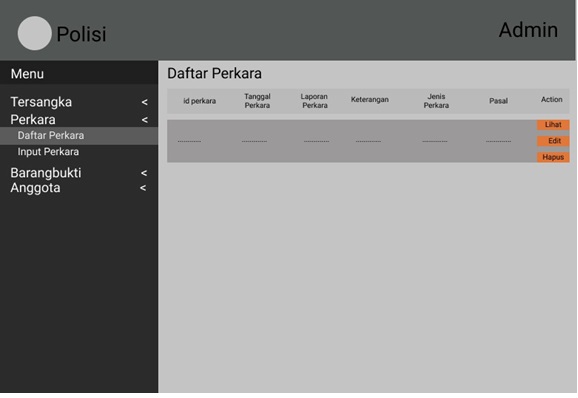 Polisi
Admin
Menu
Tersangka <
Perkara <
Daftar Perkara
Input Perkara
Barangbukti <
Anggota <
Daftar Perkara
id perkara
Tanggal
Perkara
Laporan
Perkara
Keterangan
Jenis
Perkara
Pasal
Action
............ ............. ............. ............. ............. .............
Lihat
Edit
Hapus